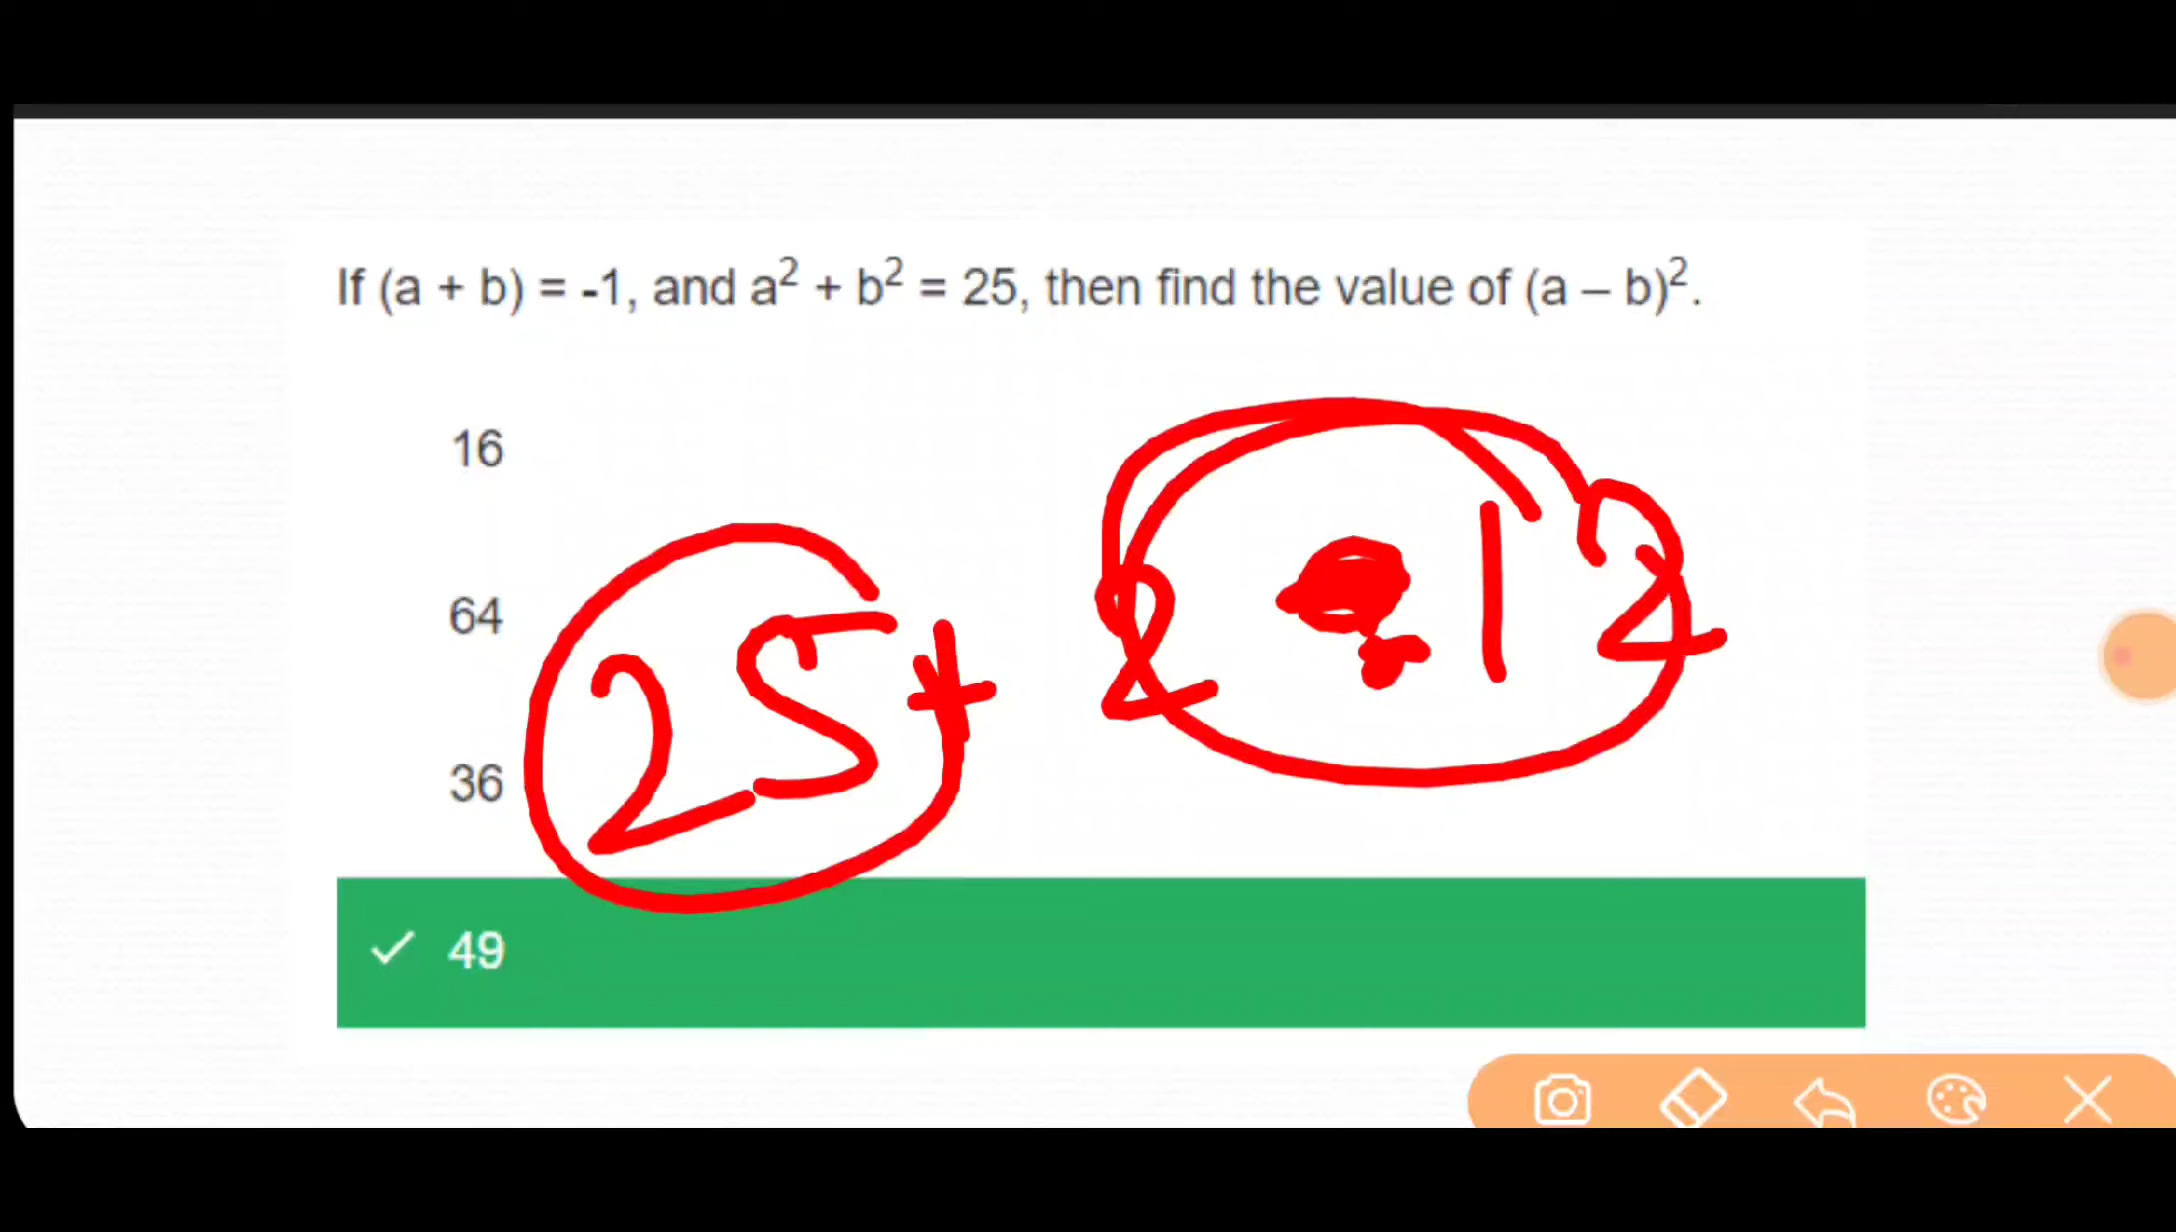 If (a + b) = -1, and a² + b² = 25, then find the value of (a – b)².
16
64
36
25 + 2 · 12
✓ 49